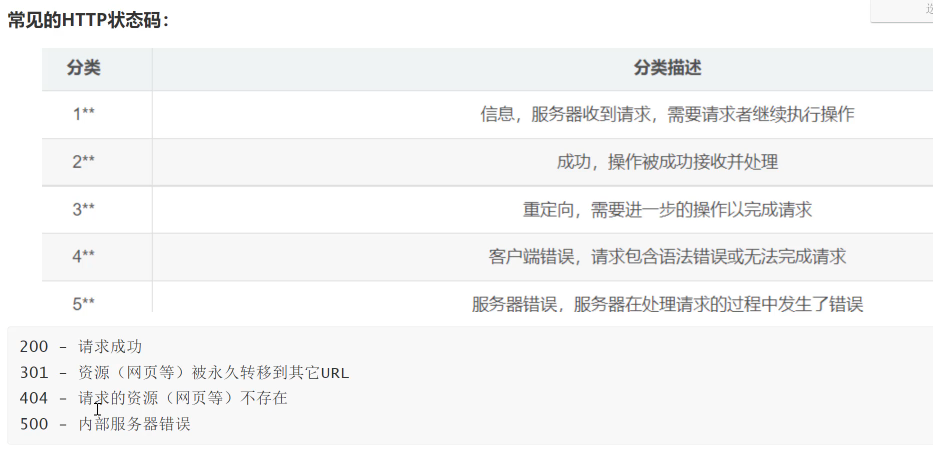 常见的HTTP状态码：
分类 分类描述
1** 信息，服务器收到请求，需要请求者继续执行操作
2** 成功，操作被成功接收并处理
3** 重定向，需要进一步的操作以完成请求
4** 客户端错误，请求包含语法错误或无法完成请求
5** 服务器错误，服务器在处理请求的过程中发生了错误
200 - 请求成功
301 - 资源（网页等）被永久转移到其它URL
404 - 请求的资源（网页等）不存在
500 - 内部服务器错误